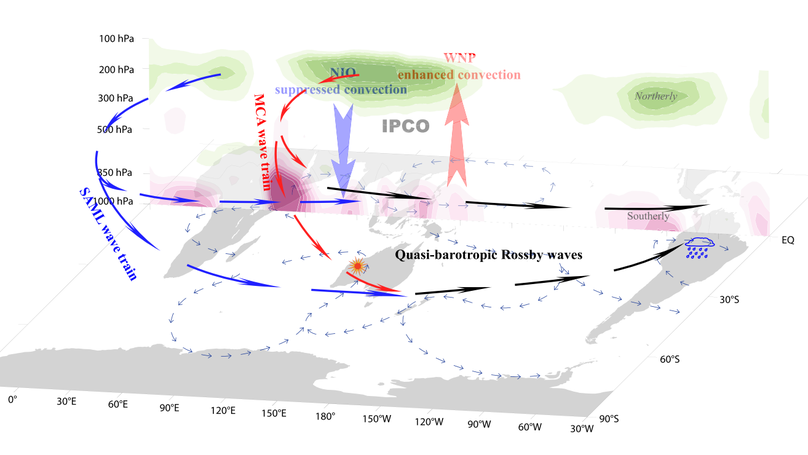 100 hPa
200 hPa
300 hPa
500 hPa
850 hPa
1000 hPa
WNP
enhanced convection
NIO
suppressed convection
IPCO
Northerly
Southerly
MCA wave train
SAML wave train
Quasi-barotropic Rossby waves
EQ
30°S
60°S
90°S
0° 30°E 60°E 90°E 120°E 150°E 180° 150°W 120°W 90°W 60°W 30°W